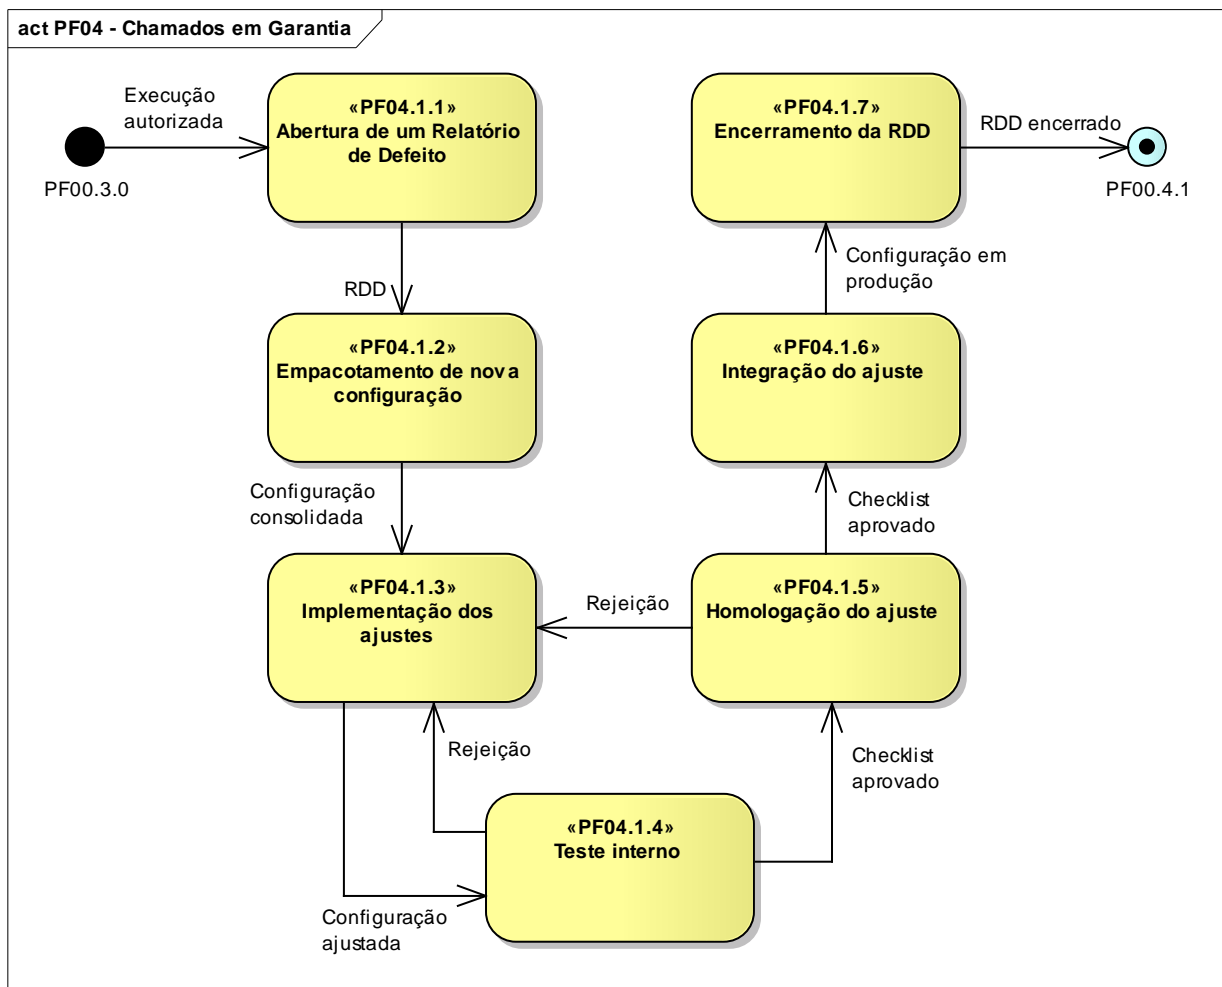 act PF04 - Chamados em Garantia
Execução
autorizada
PF00.3.0
«PF04.1.1»
Abertura de um Relatório
de Defeito
RDD
«PF04.1.2»
Empacotamento de nova
configuração
Configuração
consolidada
«PF04.1.3»
Implementação dos
ajustes
Configuração
ajustada
Rejeição
«PF04.1.4»
Teste interno
Checklist
aprovado
«PF04.1.5»
Homologação do ajuste
Rejeição
Checklist
aprovado
«PF04.1.6»
Integração do ajuste
Configuração em
produção
«PF04.1.7»
Encerramento da RDD
RDD encerrado
PF00.4.1